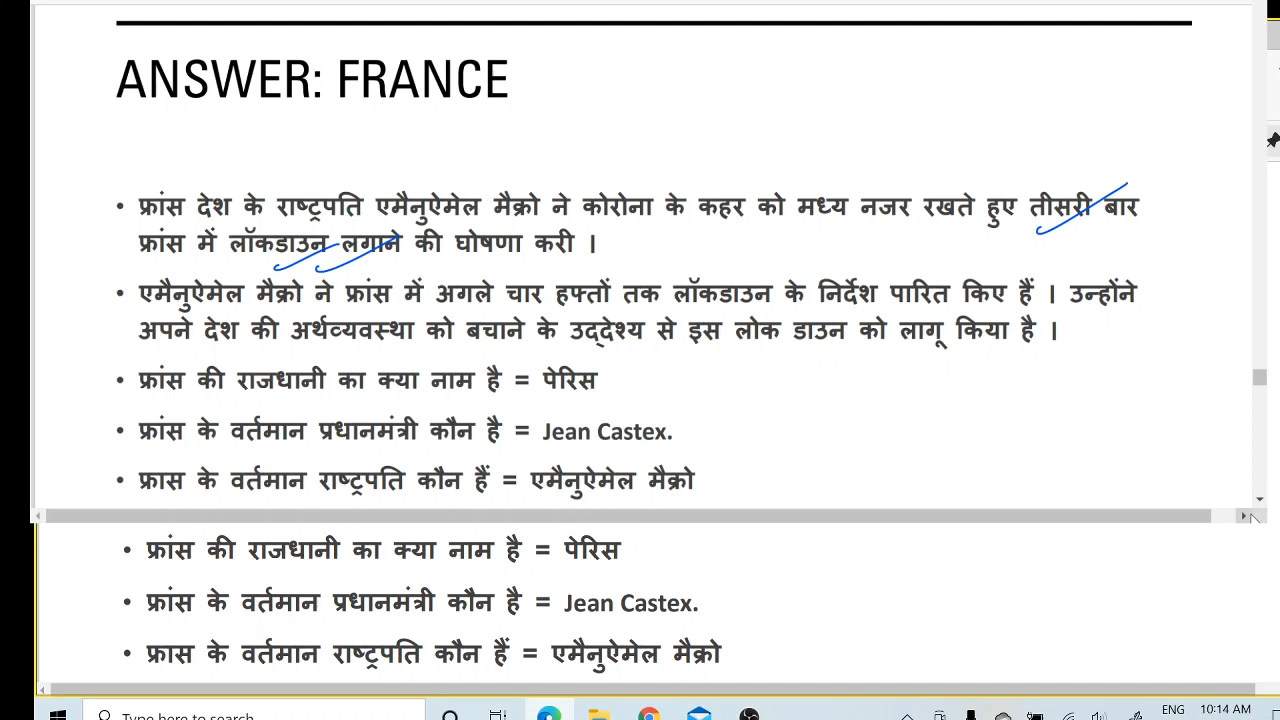 ANSWER: FRANCE
• फ्रांस देश के राष्ट्रपति एमैनुऐमेल मैक्रो ने कोरोना के कहर को मध्य नजर रखते हुए तीसरी बार
फ्रांस में लॉकडाउन लगाने की घोषणा करी ।
• एमैनुऐमेल मैक्रो ने फ्रांस में अगले चार हफ्तों तक लॉकडाउन के निर्देश पारित किए हैं । उन्होंने
अपने देश की अर्थव्यवस्था को बचाने के उद्देश्य से इस लोक डाउन को लागू किया है ।
• फ्रांस की राजधानी का क्या नाम है = पेरिस
• फ्रांस के वर्तमान प्रधानमंत्री कौन है = Jean Castex.
• फ्रास के वर्तमान राष्ट्रपति कौन हैं = एमैनुऐमेल मैक्रो
• फ्रांस की राजधानी का क्या नाम है = पेरिस
• फ्रांस के वर्तमान प्रधानमंत्री कौन है = Jean Castex.
• फ्रास के वर्तमान राष्ट्रपति कौन हैं = एमैनुऐमेल मैक्रो
Type here to search
ENG 10:14 AM